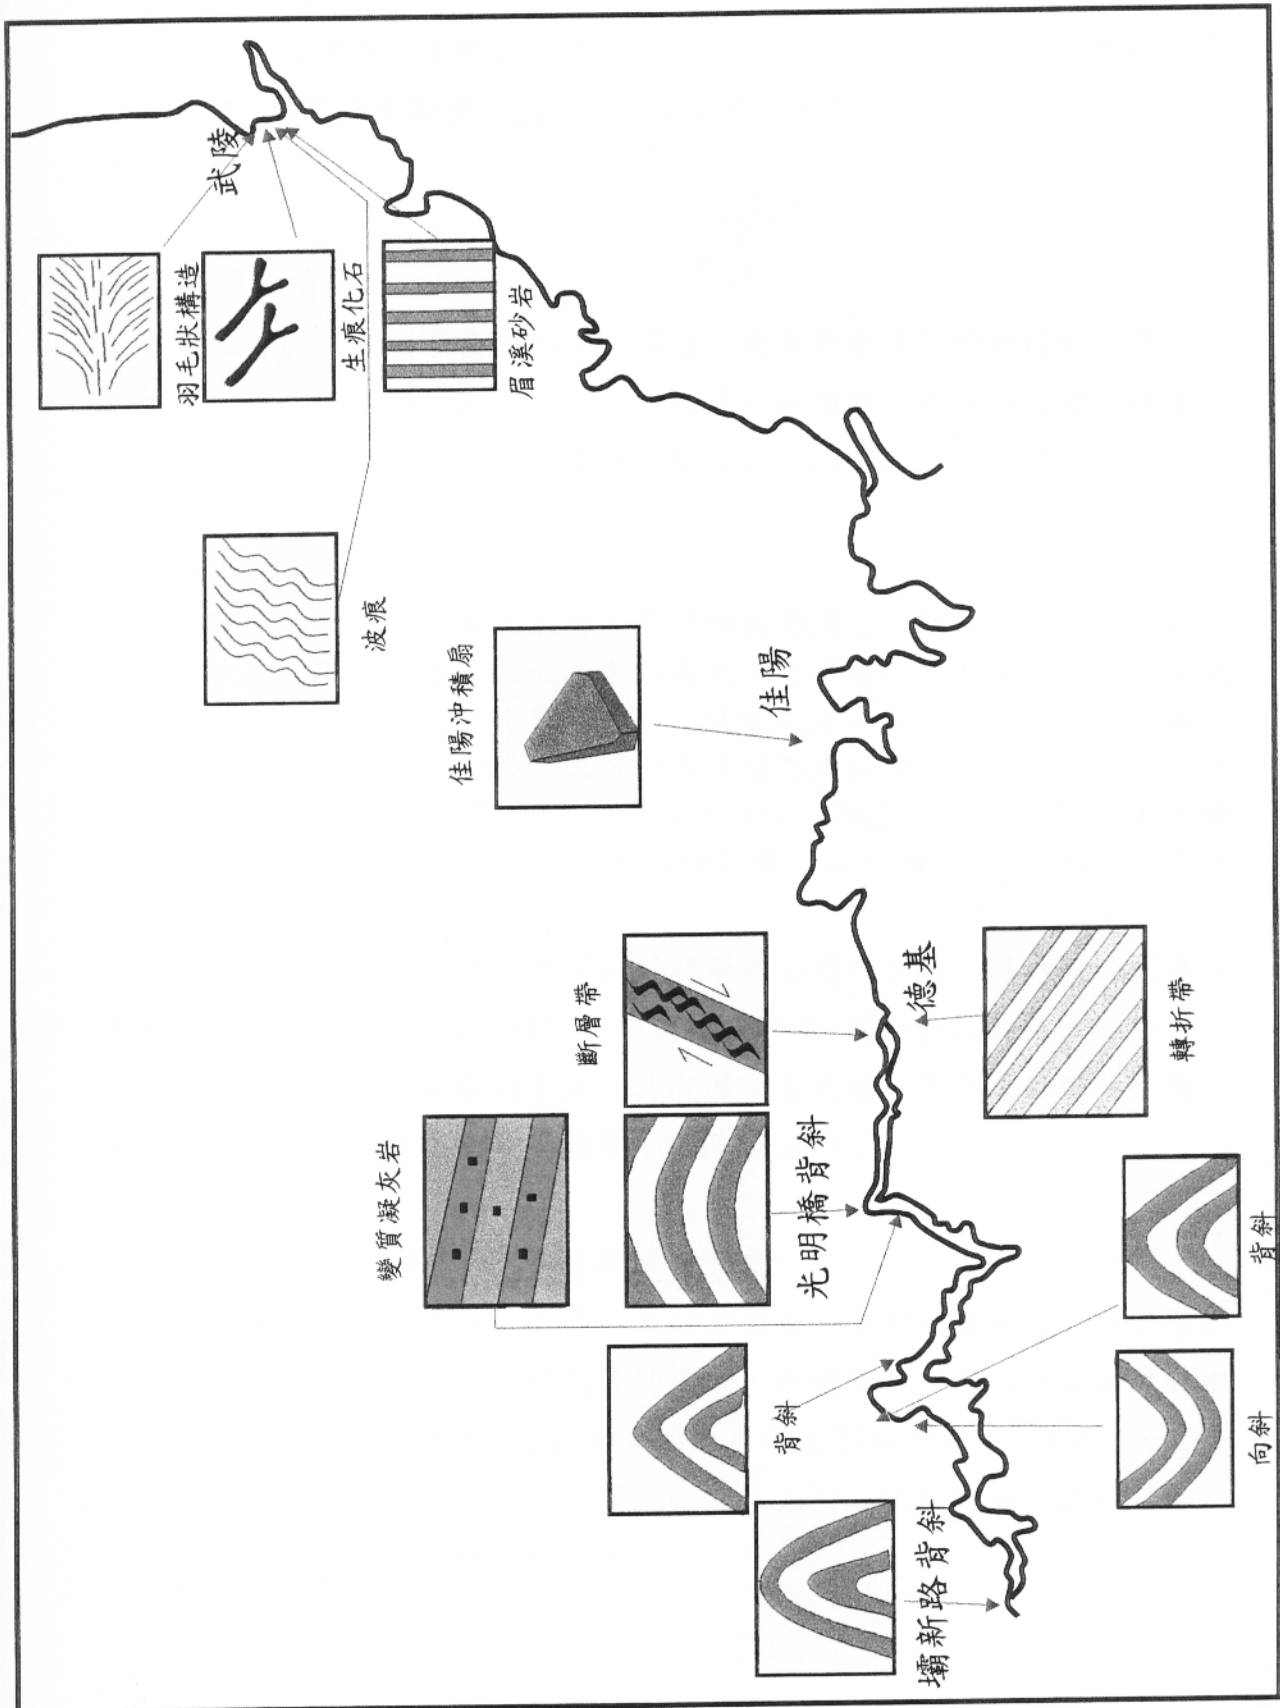 武陵
羽毛狀構造
生痕化石
眉溪砂岩
波痕
佳陽沖積扇
佳陽
斷層帶
德基
轉折帶
變質凝灰岩
光明橋背斜
背斜
背斜
向斜
壩新路背斜